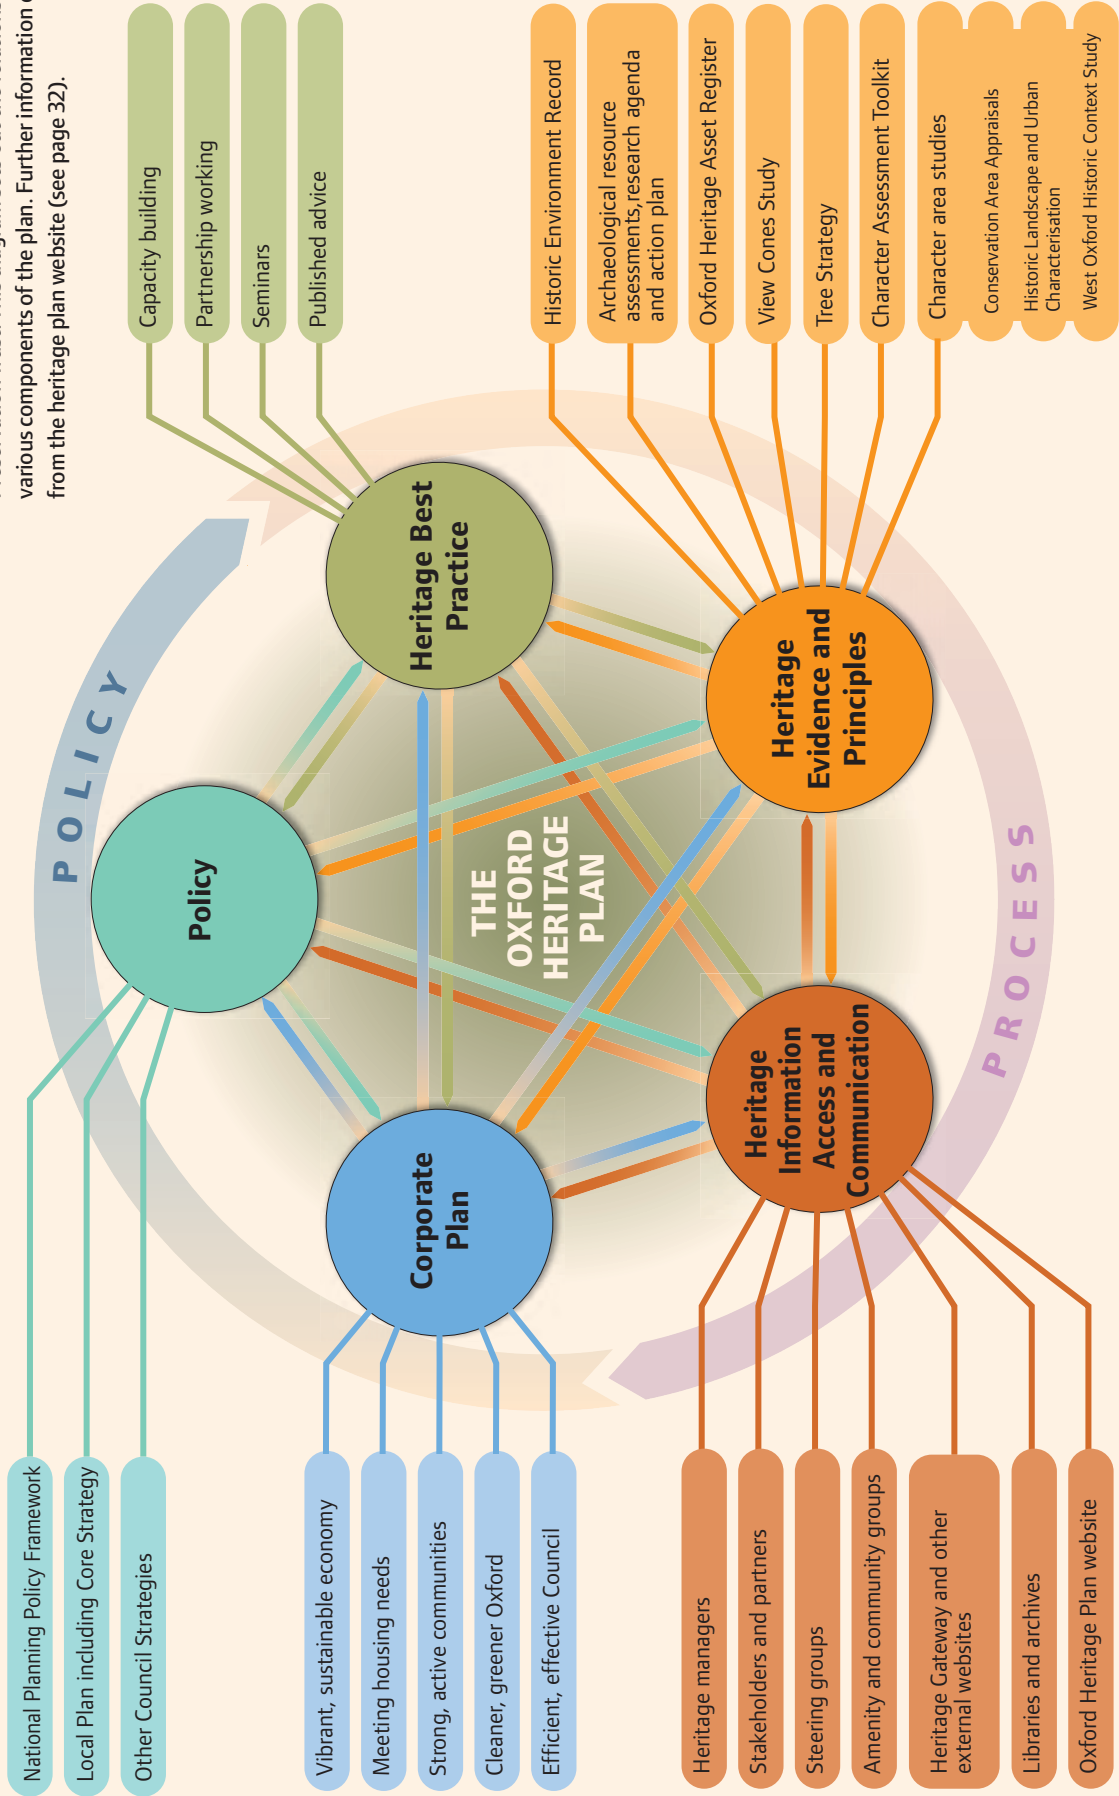 various components of the plan. Further information
from the heritage plan website (see page 32).
National Planning Policy Framework
Local Plan including Core Strategy
Other Council Strategies
Vibrant, sustainable economy
Meeting housing needs
Strong, active communities
Cleaner, greener Oxford
Efficient, effective Council
Heritage managers
Stakeholders and partners
Steering groups
Amenity and community groups
Heritage Gateway and other
external websites
Libraries and archives
Oxford Heritage Plan website
POLICY
PROCESS
Policy
Corporate
Plan
Heritage Best
Practice
THE
OXFORD
HERITAGE
PLAN
Heritage
Information
Access and
Communication
Heritage
Evidence and
Principles
Capacity building
Partnership working
Seminars
Published advice
Historic Environment Record
Archaeological resource
assessments,research agenda
and action plan
Oxford Heritage Asset Register
View Cones Study
Tree Strategy
Character Assessment Toolkit
Character area studies
Conservation Area Appraisals
Historic Landscape and Urban
Characterisation
West Oxford Historic Context Study